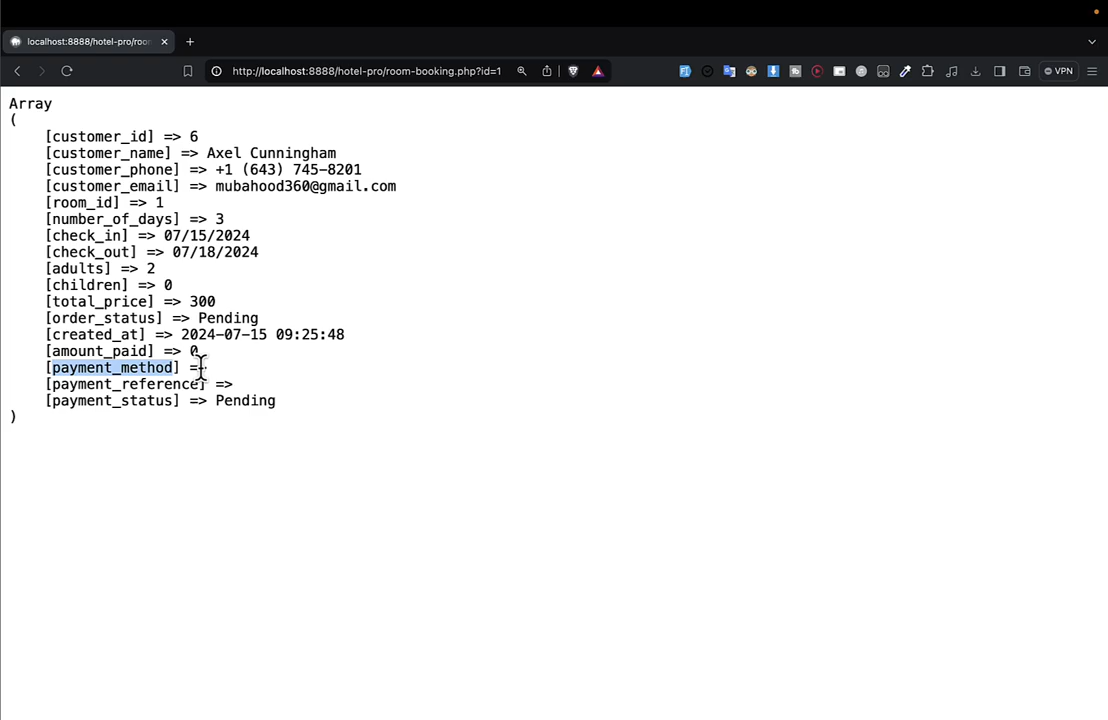 localhost:8888/hotel-pro/roo
http://localhost:8888/hotel-pro/room-booking.php?id=1
VPN
Array
(
[customer_id] => 6
[customer_name] => Axel Cunningham
[customer_phone] => +1 (643) 745-8201
[customer_email] => mubahood360@gmail.com
[room_id] => 1
[number_of_days] => 3
[check_in] => 07/15/2024
[check_out] => 07/18/2024
[adults] => 2
[children] => 0
[total_price] => 300
[order_status] => Pending
[created_at] => 2024-07-15 09:25:48
[amount_paid] => 0
[payment_method] =>
[payment_reference] =>
[payment_status] => Pending
)